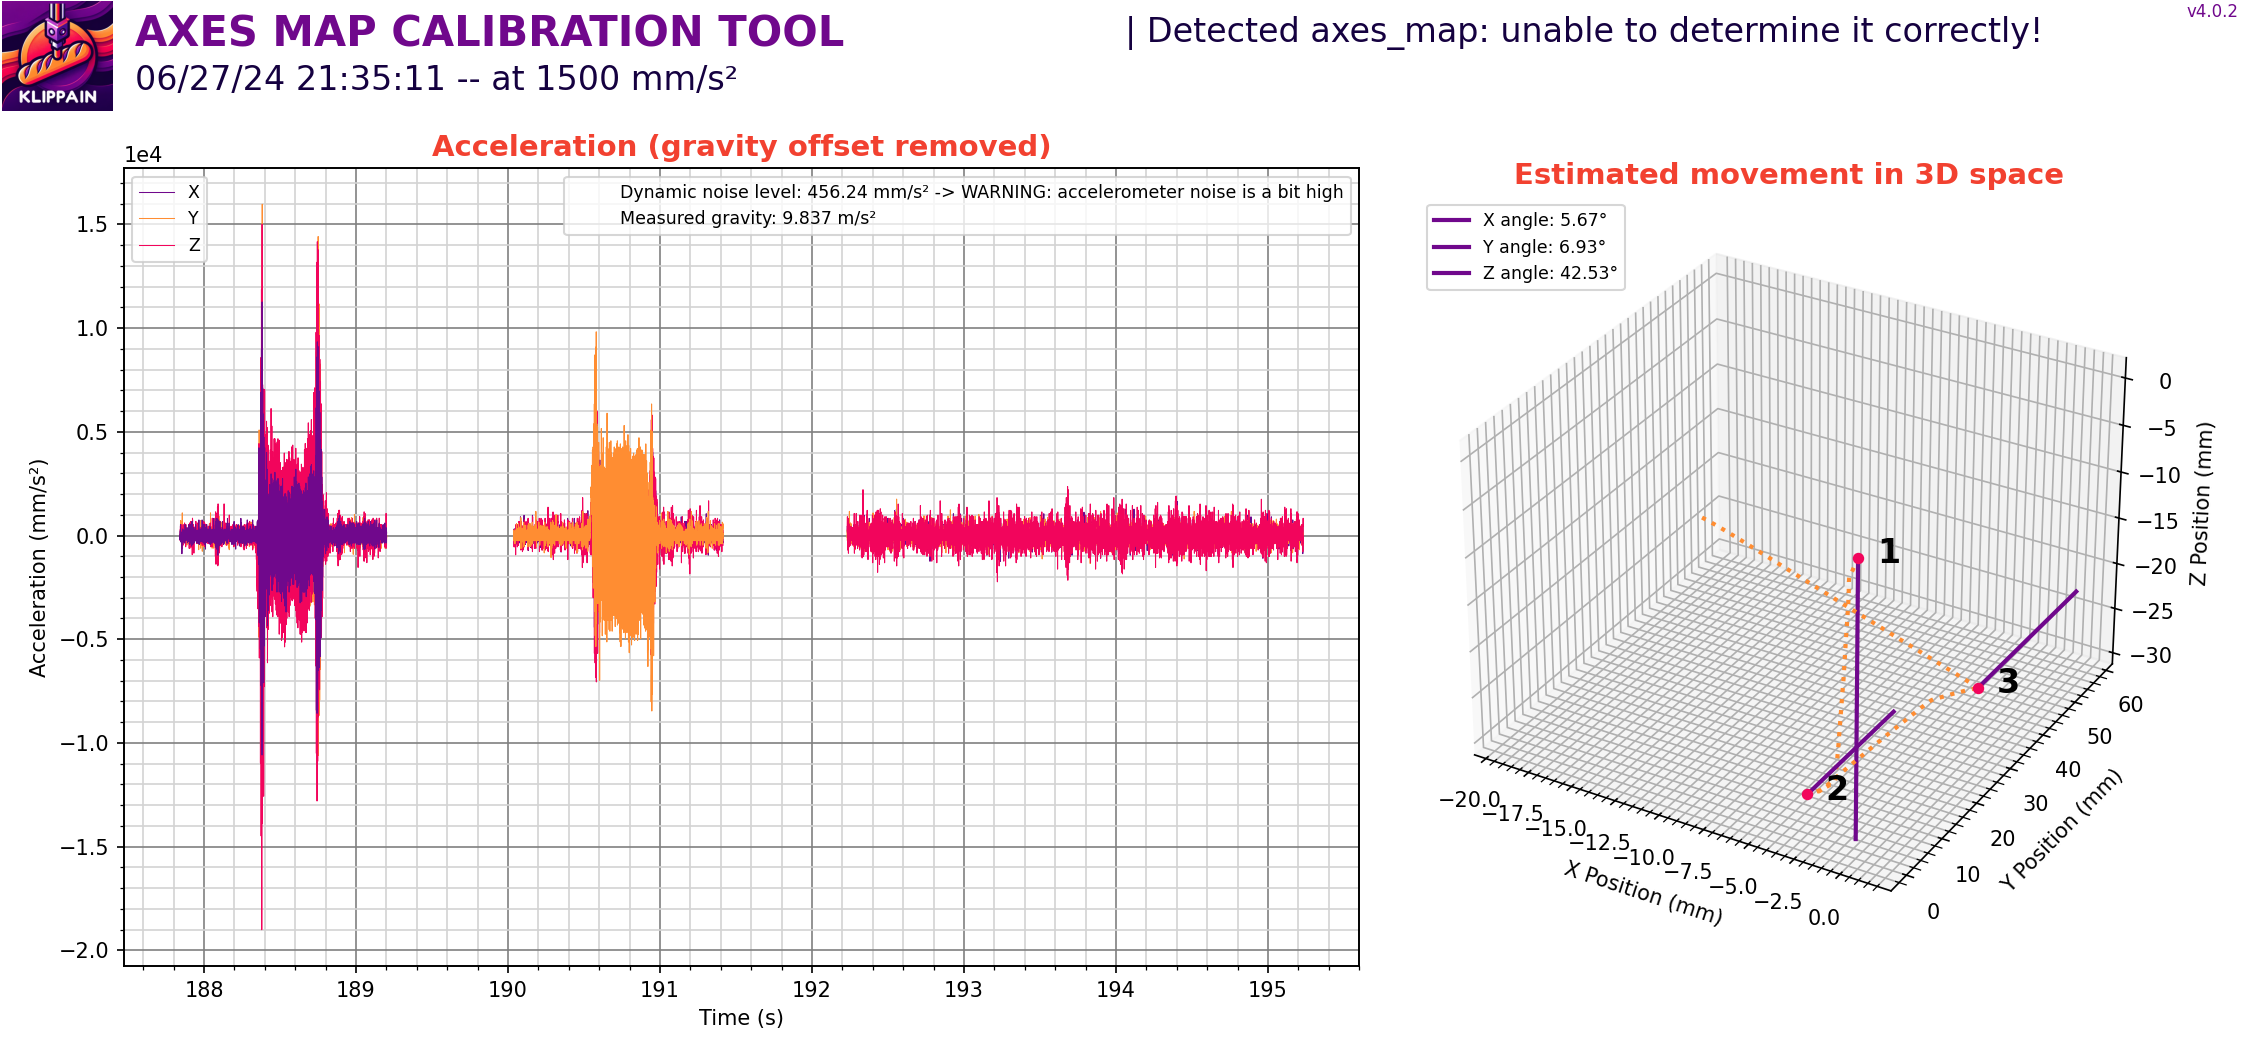 AXES MAP CALIBRATION TOOL
| Detected axes_map: unable to determine it correctly!
v4.0.2
06/27/24 21:35:11 -- at 1500 mm/s²
KLIPPAIN
Acceleration (gravity offset removed)
1e4
X
Y
Z
Dynamic noise level: 456.24 mm/s² -> WARNING: accelerometer noise is a bit high
Measured gravity: 9.837 m/s²
1.5
1.0
0.5
0.0
−0.5
−1.0
−1.5
−2.0
Acceleration (mm/s²)
188 189 190 191 192 193 194 195
Time (s)
Estimated movement in 3D space
X angle: 5.67°
Y angle: 6.93°
Z angle: 42.53°
1
2
3
0
−5
−10
−15
−20
−25
−30
Z Position (mm)
60
50
40
30
20
10
0
Y Position (mm)
−20.0
−17.5
−15.0
−12.5
−10.0
−7.5
−5.0
−2.5
0.0
X Position (mm)